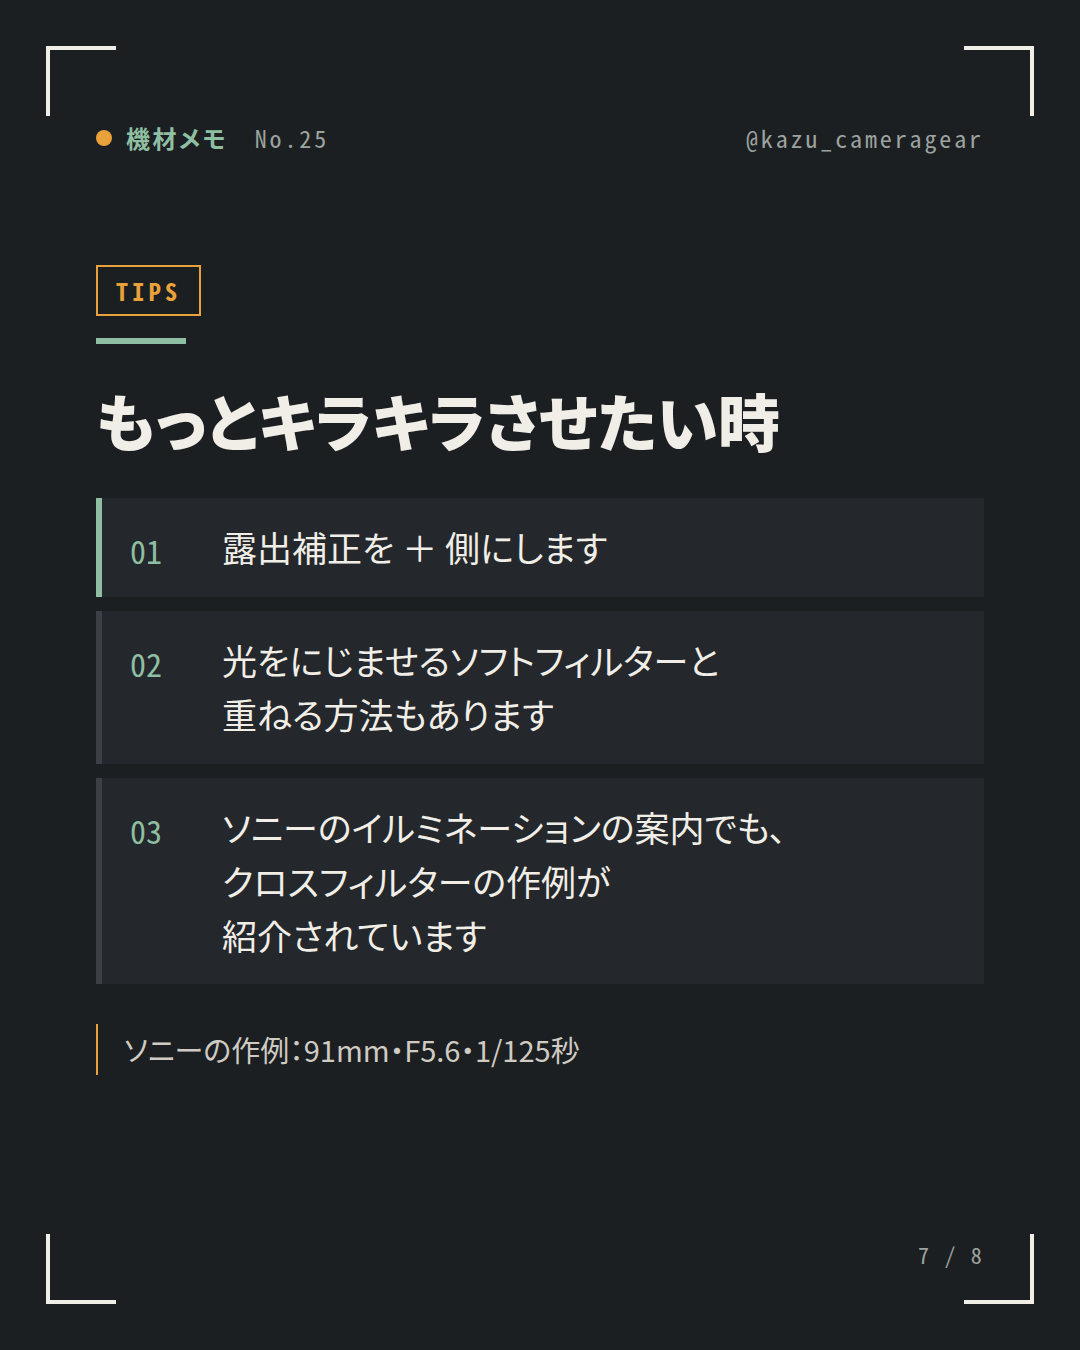 機材メモ No.25
@kazu_cameragear
TIPS
もっとキラキラさせたい時
01 露出補正を ＋ 側にします
02 光をにじませるソフトフィルターと
重ねる方法もあります
03 ソニーのイルミネーションの案内でも、
クロスフィルターの作例が
紹介されています
ソニーの作例：91mm・F5.6・1/125秒
7 / 8